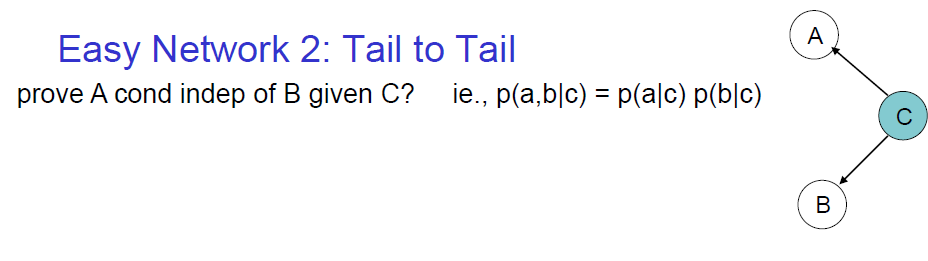 Easy Network 2: Tail to Tail
prove A cond indep of B given C? ie., p(a,b|c) = p(a|c) p(b|c)
A
C
B